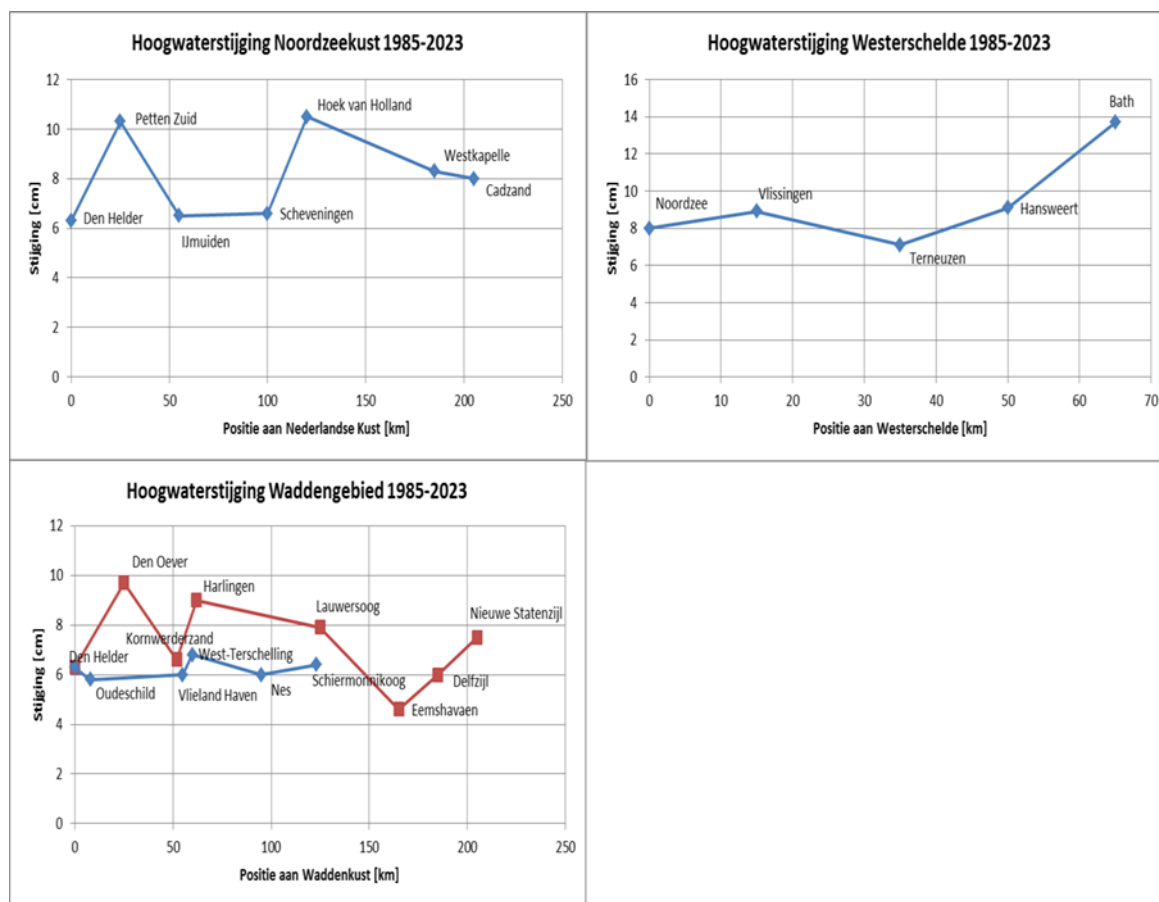 Hoogwaterstijging Noordzeekust 1985-2023
Stijging [cm]
12
10
8
6
4
2
0
Den Helder
Petten Zuid
IJmuiden
Scheveningen
Hoek van Holland
Westkapelle
Cadzand
0 50 100 150 200 250
Positie aan Nederlandse Kust [km]
Hoogwaterstijging Westerschelde 1985-2023
Stijging [cm]
16
14
12
10
8
6
4
2
0
Noordzee
Vlissingen
Terneuzen
Hansweert
Bath
0 10 20 30 40 50 60 70
Positie aan Westerschelde [km]
Hoogwaterstijging Waddengebied 1985-2023
Stijging [cm]
12
10
8
6
4
2
0
Den Oever
Harlingen
Lauwersoog
Nieuwe Statenzijl
Kornwerderzand
Den Helder
West-Terschelling
Oudeschild
Vlieland Haven
Nes
Schiermonnikoog
Delfzijl
Eemshavaen
0 50 100 150 200 250
Positie aan Waddenkust [km]